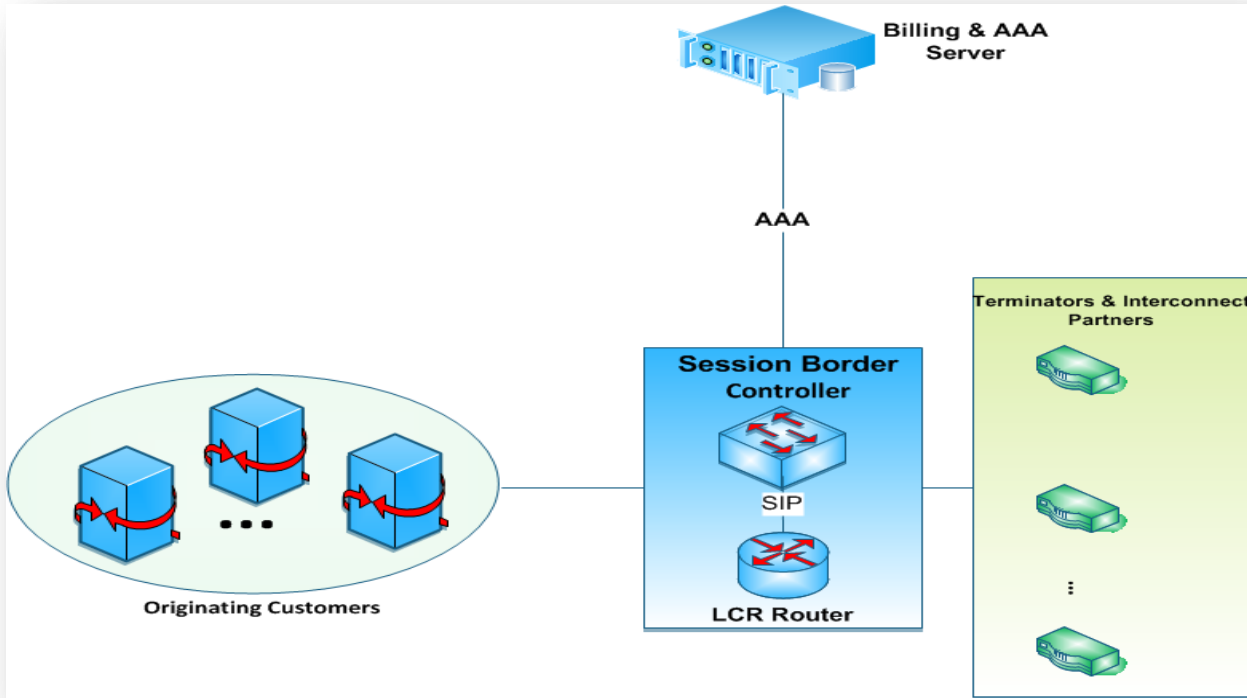 Billing & AAA
Server
AAA
Terminators & Interconnect
Partners
Session Border
Controller
SIP
LCR Router
...
Originating Customers
...